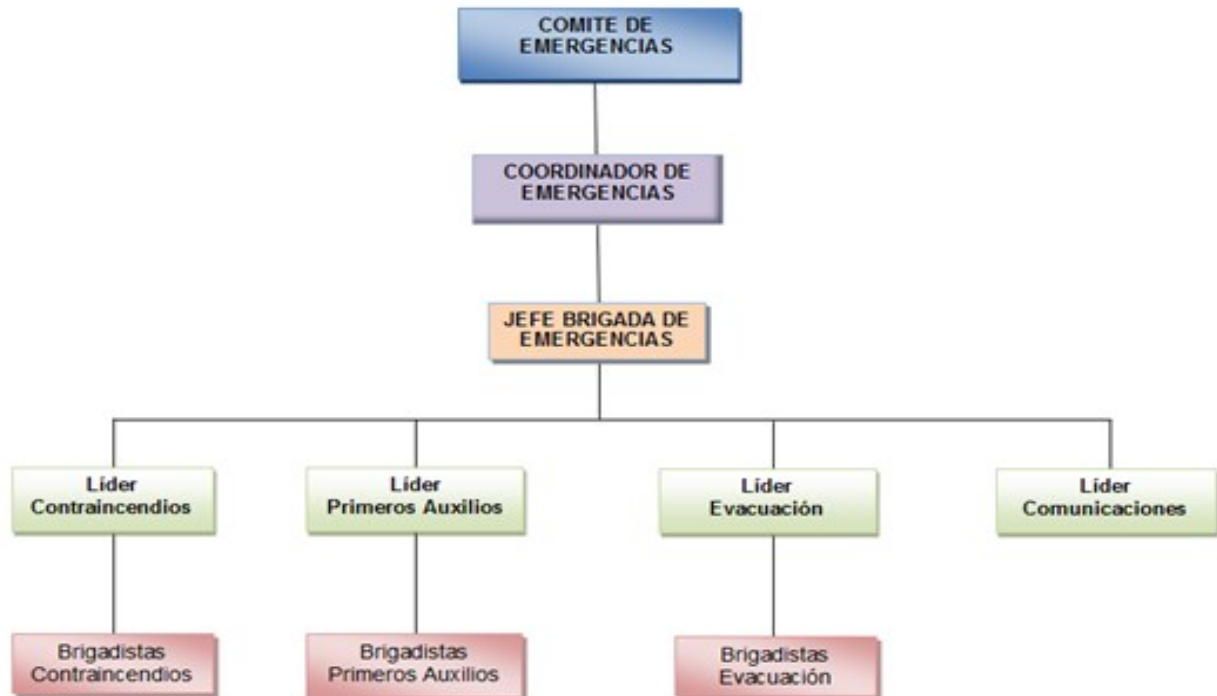 COMITE DE
EMERGENCIAS
COORDINADOR DE
EMERGENCIAS
JEFE BRIGADA DE
EMERGENCIAS
Líder
Contraincendios
Líder
Primeros Auxilios
Líder
Evacuación
Líder
Comunicaciones
Brigadistas
Contraincendios
Brigadistas
Primeros Auxilios
Brigadistas
Evacuación